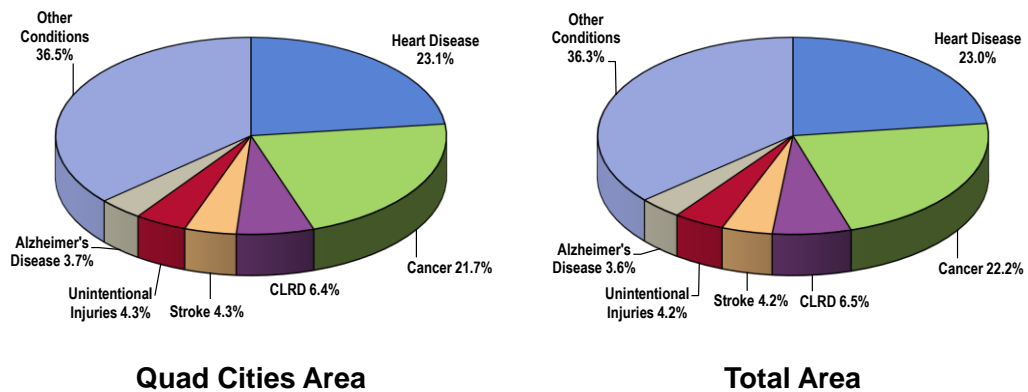 Other
Conditions
36.5%
Heart Disease
23.1%
Alzheimer's
Disease 3.7%
Unintentional
Injuries 4.3%
Stroke 4.3%
CLRD 6.4%
Cancer 21.7%
Quad Cities Area
Other
Conditions
36.3%
Heart Disease
23.0%
Alzheimer's
Disease 3.6%
Unintentional
Injuries 4.2%
Stroke 4.2%
CLRD 6.5%
Cancer 22.2%
Total Area